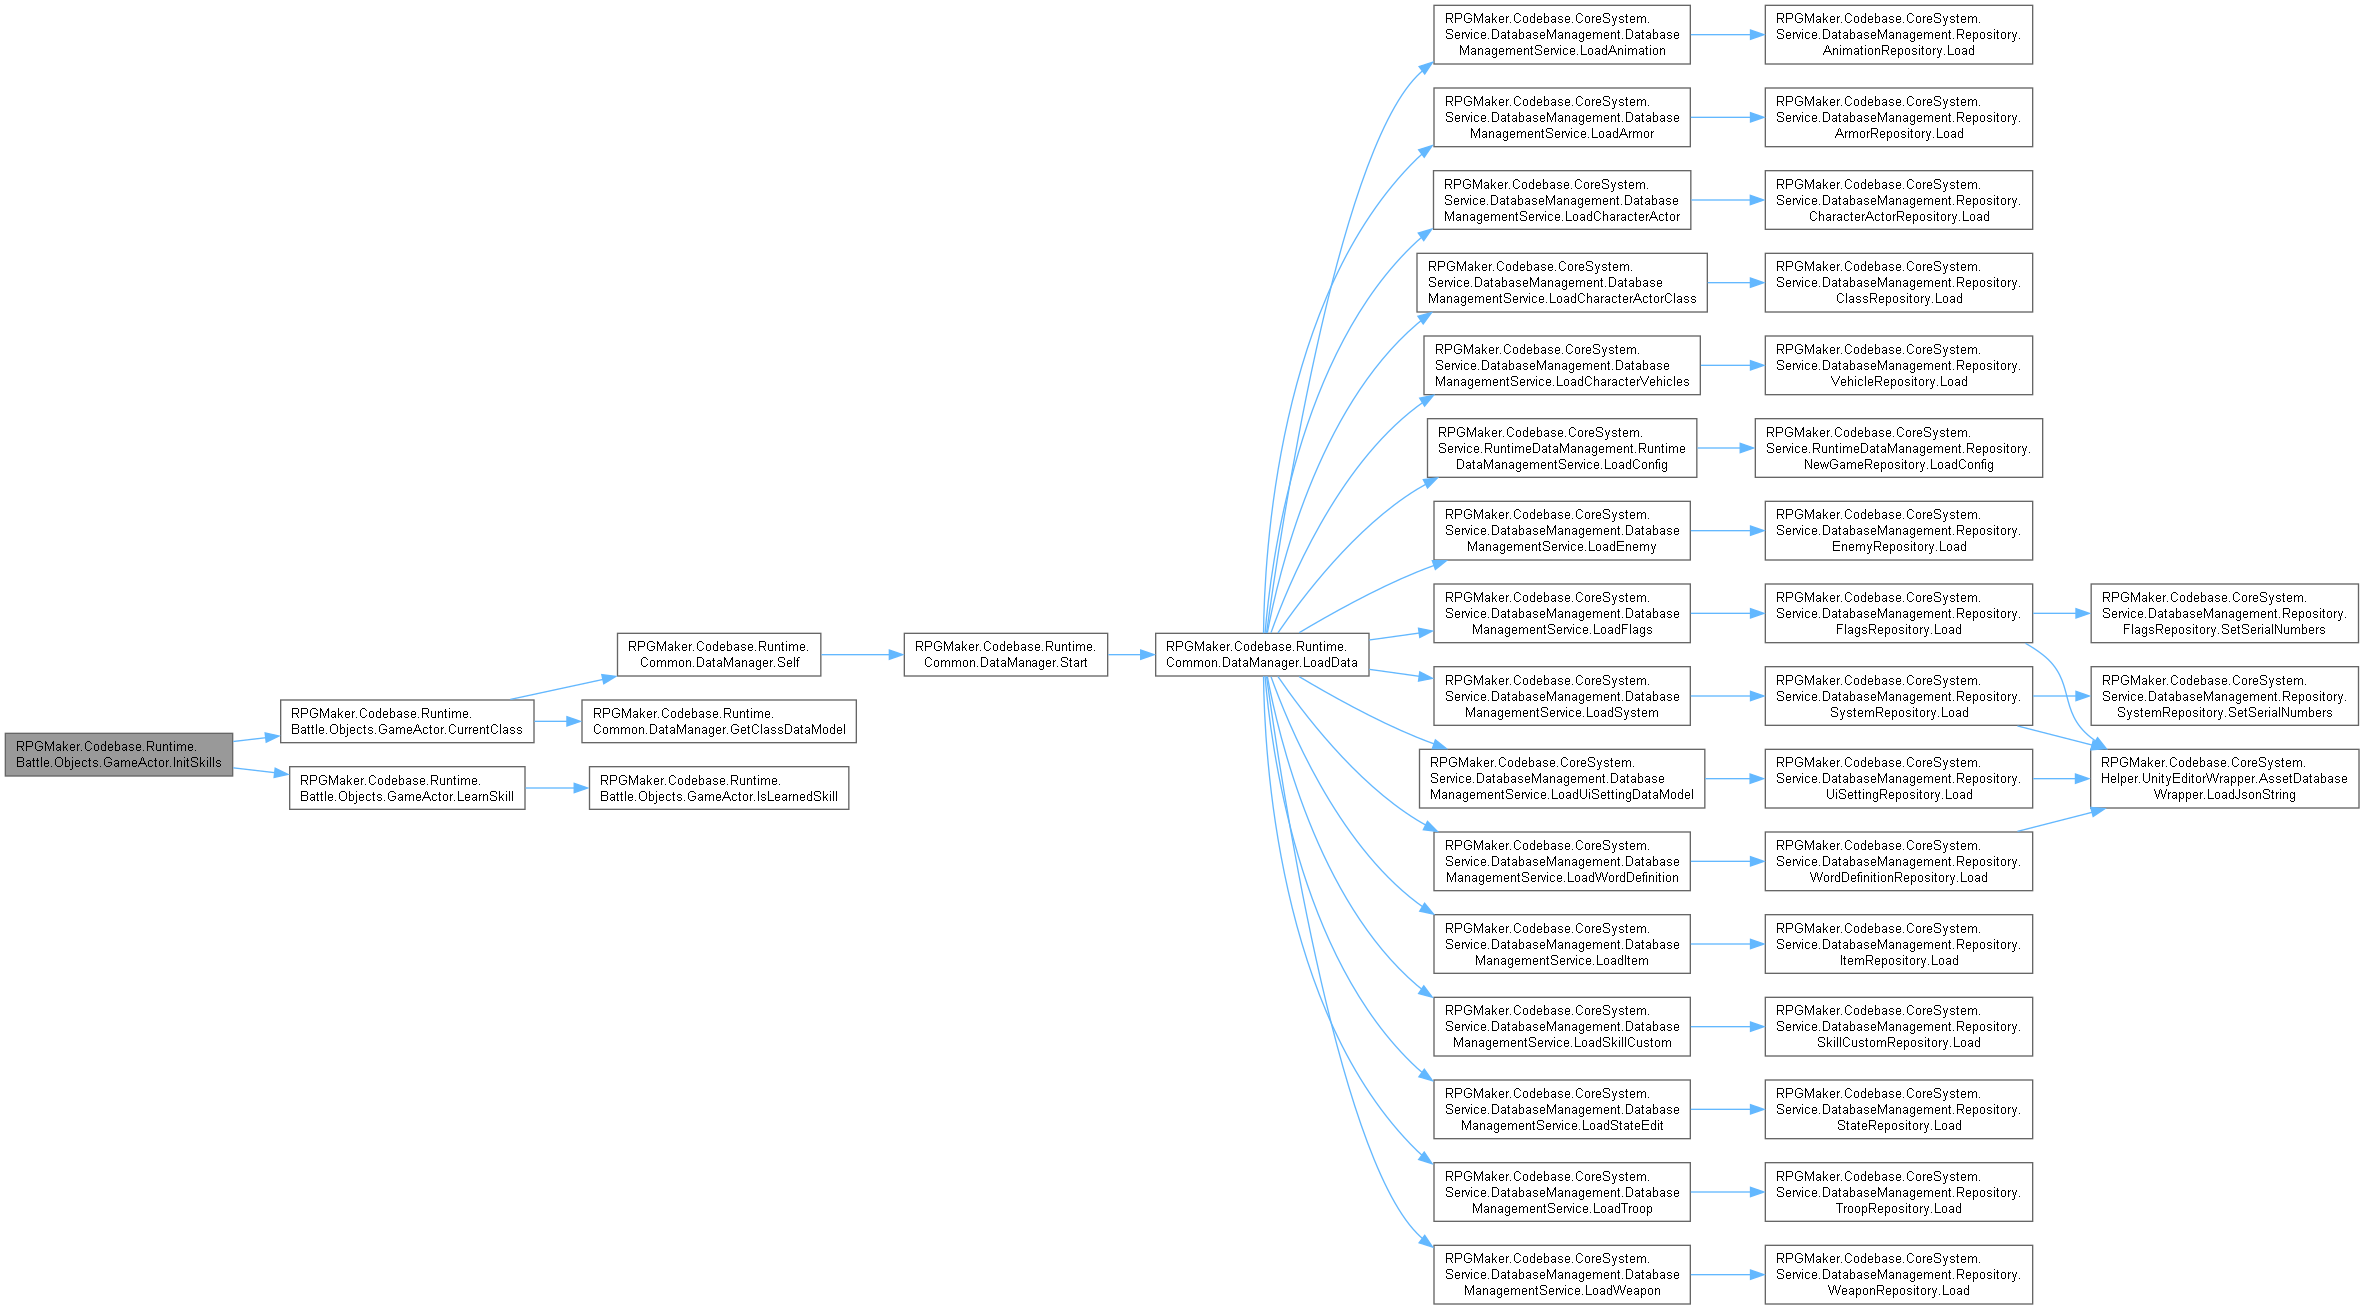 RPGMaker.Codebase.Runtime.
Battle.Objects.GameActor.InitSkills
RPGMaker.Codebase.Runtime.
Battle.Objects.GameActor.CurrentClass
RPGMaker.Codebase.Runtime.
Battle.Objects.GameActor.LearnSkill
RPGMaker.Codebase.Runtime.
Common.DataManager.Self
RPGMaker.Codebase.Runtime.
Common.DataManager.GetClassDataModel
RPGMaker.Codebase.Runtime.
Battle.Objects.GameActor.IsLearnedSkill
RPGMaker.Codebase.Runtime.
Common.DataManager.Start
RPGMaker.Codebase.Runtime.
Common.DataManager.LoadData
RPGMaker.Codebase.CoreSystem.
Service.DatabaseManagement.Database
ManagementService.LoadAnimation
RPGMaker.Codebase.CoreSystem.
Service.DatabaseManagement.Repository.
AnimationRepository.Load
RPGMaker.Codebase.CoreSystem.
Service.DatabaseManagement.Database
ManagementService.LoadArmor
RPGMaker.Codebase.CoreSystem.
Service.DatabaseManagement.Repository.
ArmorRepository.Load
RPGMaker.Codebase.CoreSystem.
Service.DatabaseManagement.Database
ManagementService.LoadCharacterActor
RPGMaker.Codebase.CoreSystem.
Service.DatabaseManagement.Repository.
CharacterActorRepository.Load
RPGMaker.Codebase.CoreSystem.
Service.DatabaseManagement.Database
ManagementService.LoadCharacterActorClass
RPGMaker.Codebase.CoreSystem.
Service.DatabaseManagement.Repository.
ClassRepository.Load
RPGMaker.Codebase.CoreSystem.
Service.DatabaseManagement.Database
ManagementService.LoadCharacterVehicles
RPGMaker.Codebase.CoreSystem.
Service.DatabaseManagement.Repository.
VehicleRepository.Load
RPGMaker.Codebase.CoreSystem.
Service.RuntimeDataManagement.Runtime
DataManagementService.LoadConfig
RPGMaker.Codebase.CoreSystem.
Service.RuntimeDataManagement.Repository.
NewGameRepository.LoadConfig
RPGMaker.Codebase.CoreSystem.
Service.DatabaseManagement.Database
ManagementService.LoadEnemy
RPGMaker.Codebase.CoreSystem.
Service.DatabaseManagement.Repository.
EnemyRepository.Load
RPGMaker.Codebase.CoreSystem.
Service.DatabaseManagement.Database
ManagementService.LoadFlags
RPGMaker.Codebase.CoreSystem.
Service.DatabaseManagement.Repository.
FlagsRepository.Load
RPGMaker.Codebase.CoreSystem.
Service.DatabaseManagement.Repository.
FlagsRepository.SetSerialNumbers
RPGMaker.Codebase.CoreSystem.
Service.DatabaseManagement.Database
ManagementService.LoadSystem
RPGMaker.Codebase.CoreSystem.
Service.DatabaseManagement.Repository.
SystemRepository.Load
RPGMaker.Codebase.CoreSystem.
Service.DatabaseManagement.Repository.
SystemRepository.SetSerialNumbers
RPGMaker.Codebase.CoreSystem.
Service.DatabaseManagement.Database
ManagementService.LoadUiSettingDataModel
RPGMaker.Codebase.CoreSystem.
Service.DatabaseManagement.Repository.
UiSettingRepository.Load
RPGMaker.Codebase.CoreSystem.
Helper.UnityEditorWrapper.AssetDatabase
Wrapper.LoadJsonString
RPGMaker.Codebase.CoreSystem.
Service.DatabaseManagement.Database
ManagementService.LoadWordDefinition
RPGMaker.Codebase.CoreSystem.
Service.DatabaseManagement.Repository.
WordDefinitionRepository.Load
RPGMaker.Codebase.CoreSystem.
Service.DatabaseManagement.Database
ManagementService.LoadItem
RPGMaker.Codebase.CoreSystem.
Service.DatabaseManagement.Repository.
ItemRepository.Load
RPGMaker.Codebase.CoreSystem.
Service.DatabaseManagement.Database
ManagementService.LoadSkillCustom
RPGMaker.Codebase.CoreSystem.
Service.DatabaseManagement.Repository.
SkillCustomRepository.Load
RPGMaker.Codebase.CoreSystem.
Service.DatabaseManagement.Database
ManagementService.LoadStateEdit
RPGMaker.Codebase.CoreSystem.
Service.DatabaseManagement.Repository.
StateRepository.Load
RPGMaker.Codebase.CoreSystem.
Service.DatabaseManagement.Database
ManagementService.LoadTroop
RPGMaker.Codebase.CoreSystem.
Service.DatabaseManagement.Repository.
TroopRepository.Load
RPGMaker.Codebase.CoreSystem.
Service.DatabaseManagement.Database
ManagementService.LoadWeapon
RPGMaker.Codebase.CoreSystem.
Service.DatabaseManagement.Repository.
WeaponRepository.Load